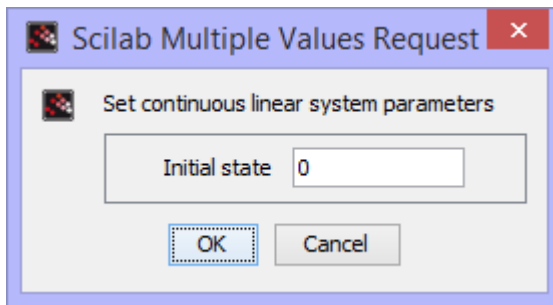 Scilab Multiple Values Request
Set continuous linear system parameters
Initial state 0
OK Cancel